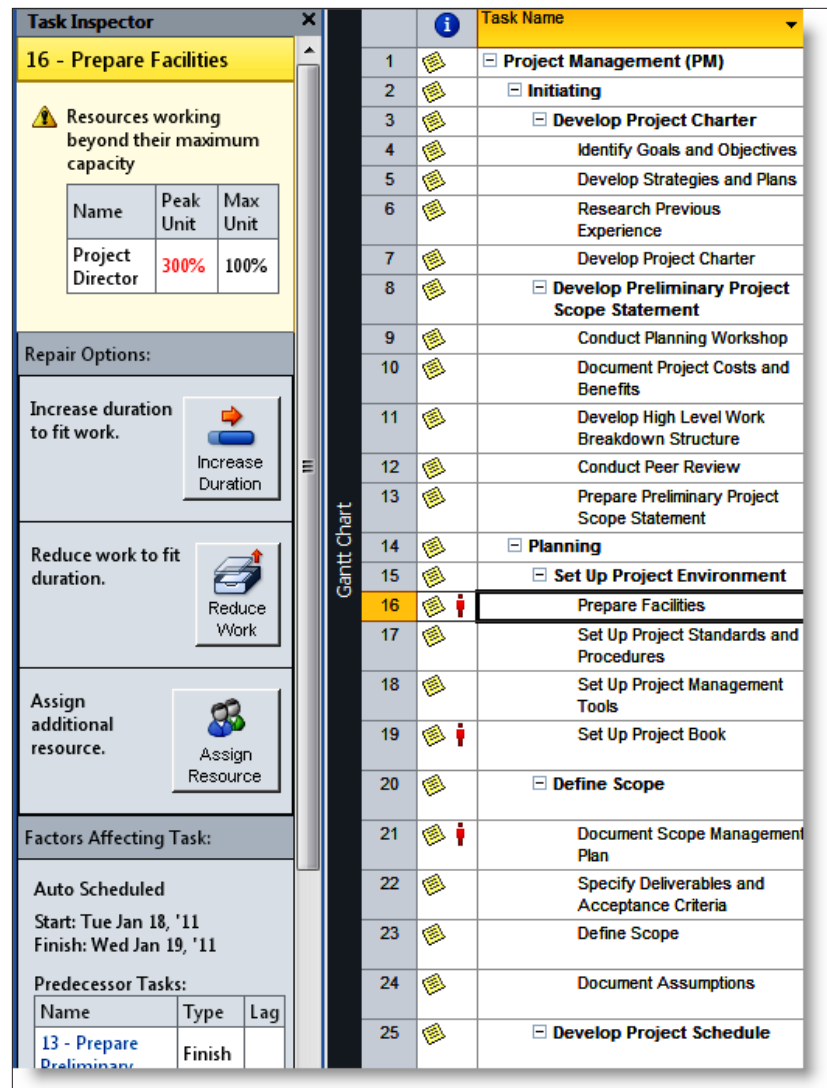 Task Inspector
16 - Prepare Facilities
Resources working
beyond their maximum
capacity
Name Peak Unit Max Unit
Project Director 300% 100%
Repair Options:
Increase duration
to fit work.
Increase
Duration
Reduce work to fit
duration.
Reduce
Work
Assign
additional
resource.
Assign
Resource
Factors Affecting Task:
Auto Scheduled
Start: Tue Jan 18, '11
Finish: Wed Jan 19, '11
Predecessor Tasks:
Name Type Lag
13 - Prepare
Preliminary Finish
Gantt Chart
Task Name
1 Project Management (PM)
2 Initiating
3 Develop Project Charter
4 Identify Goals and Objectives
5 Develop Strategies and Plans
6 Research Previous
Experience
7 Develop Project Charter
8 Develop Preliminary Project
Scope Statement
9 Conduct Planning Workshop
10 Document Project Costs and
Benefits
11 Develop High Level Work
Breakdown Structure
12 Conduct Peer Review
13 Prepare Preliminary Project
Scope Statement
14 Planning
15 Set Up Project Environment
16 Prepare Facilities
17 Set Up Project Standards and
Procedures
18 Set Up Project Management
Tools
19 Set Up Project Book
20 Define Scope
21 Document Scope Management
Plan
22 Specify Deliverables and
Acceptance Criteria
23 Define Scope
24 Document Assumptions
25 Develop Project Schedule